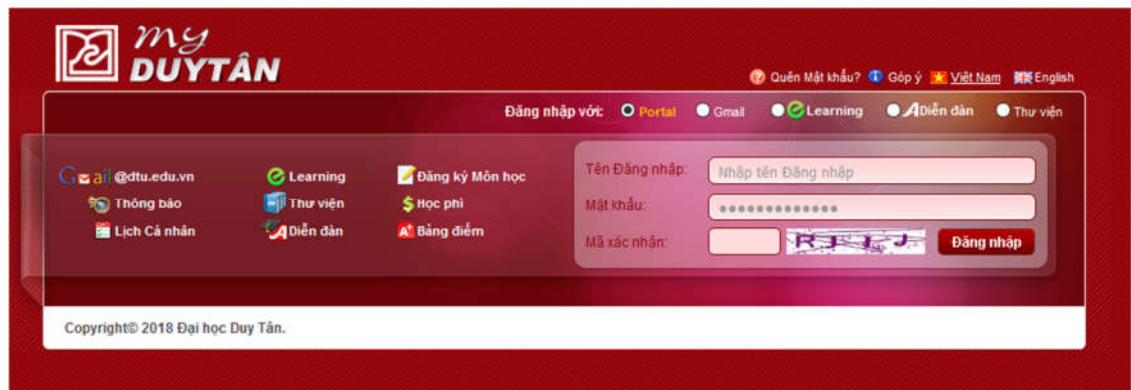 my
DUYTÂN
Quên Mật khẩu? Góp ý Việt Nam English
Đăng nhập với: Portal Gmail Learning Diễn đàn Thư viện
Gmail @dtu.edu.vn Learning Đăng ký Môn học
Thông báo Thư viện Học phí
Lịch Cá nhân Diễn đàn Bảng điểm
Tên Đăng nhập: Nhập tên Đăng nhập
Mật khẩu:
Mã xác nhận: Đăng nhập
Copyright© 2018 Đại học Duy Tân.